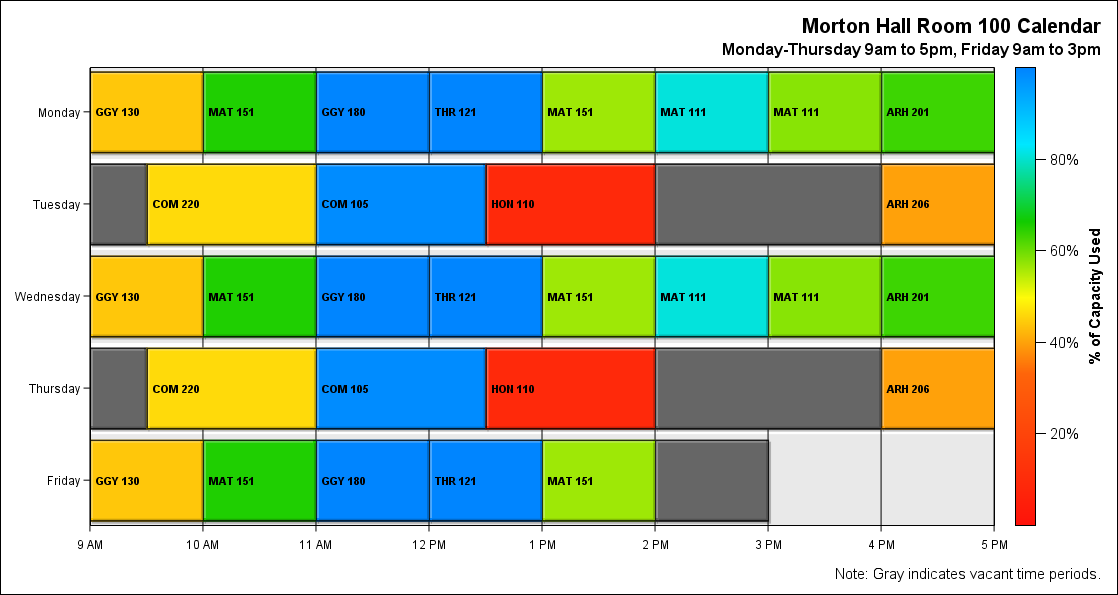 Morton Hall Room 100 Calendar
Monday-Thursday 9am to 5pm, Friday 9am to 3pm
Monday
GGY 130 MAT 151 GGY 180 THR 121 MAT 151 MAT 111 MAT 111 ARH 201
Tuesday
COM 220 COM 105 HON 110 ARH 206
Wednesday
GGY 130 MAT 151 GGY 180 THR 121 MAT 151 MAT 111 MAT 111 ARH 201
Thursday
COM 220 COM 105 HON 110 ARH 206
Friday
GGY 130 MAT 151 GGY 180 THR 121 MAT 151
9 AM 10 AM 11 AM 12 PM 1 PM 2 PM 3 PM 4 PM 5 PM
80%
60%
40%
20%
% of Capacity Used
Note: Gray indicates vacant time periods.